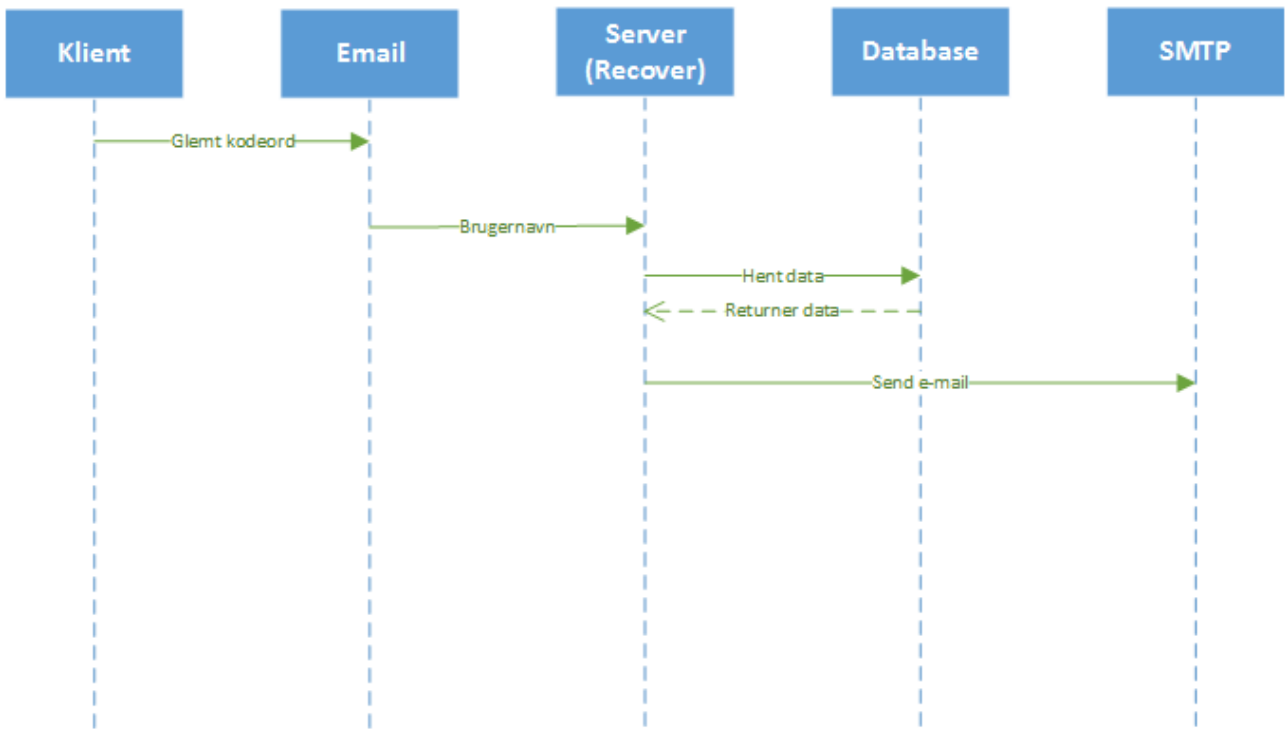 Klient
Email
Server
(Recover)
Database
SMTP
Glemt kodeord
Brugernavn
Hent data
Returner data
Send e-mail